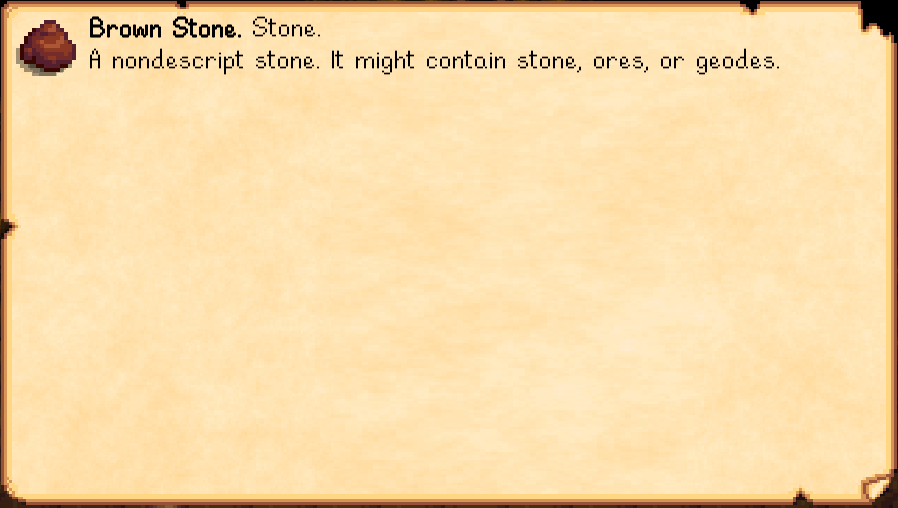 Brown Stone. Stone.
A nondescript stone. It might contain stone, ores, or geodes.